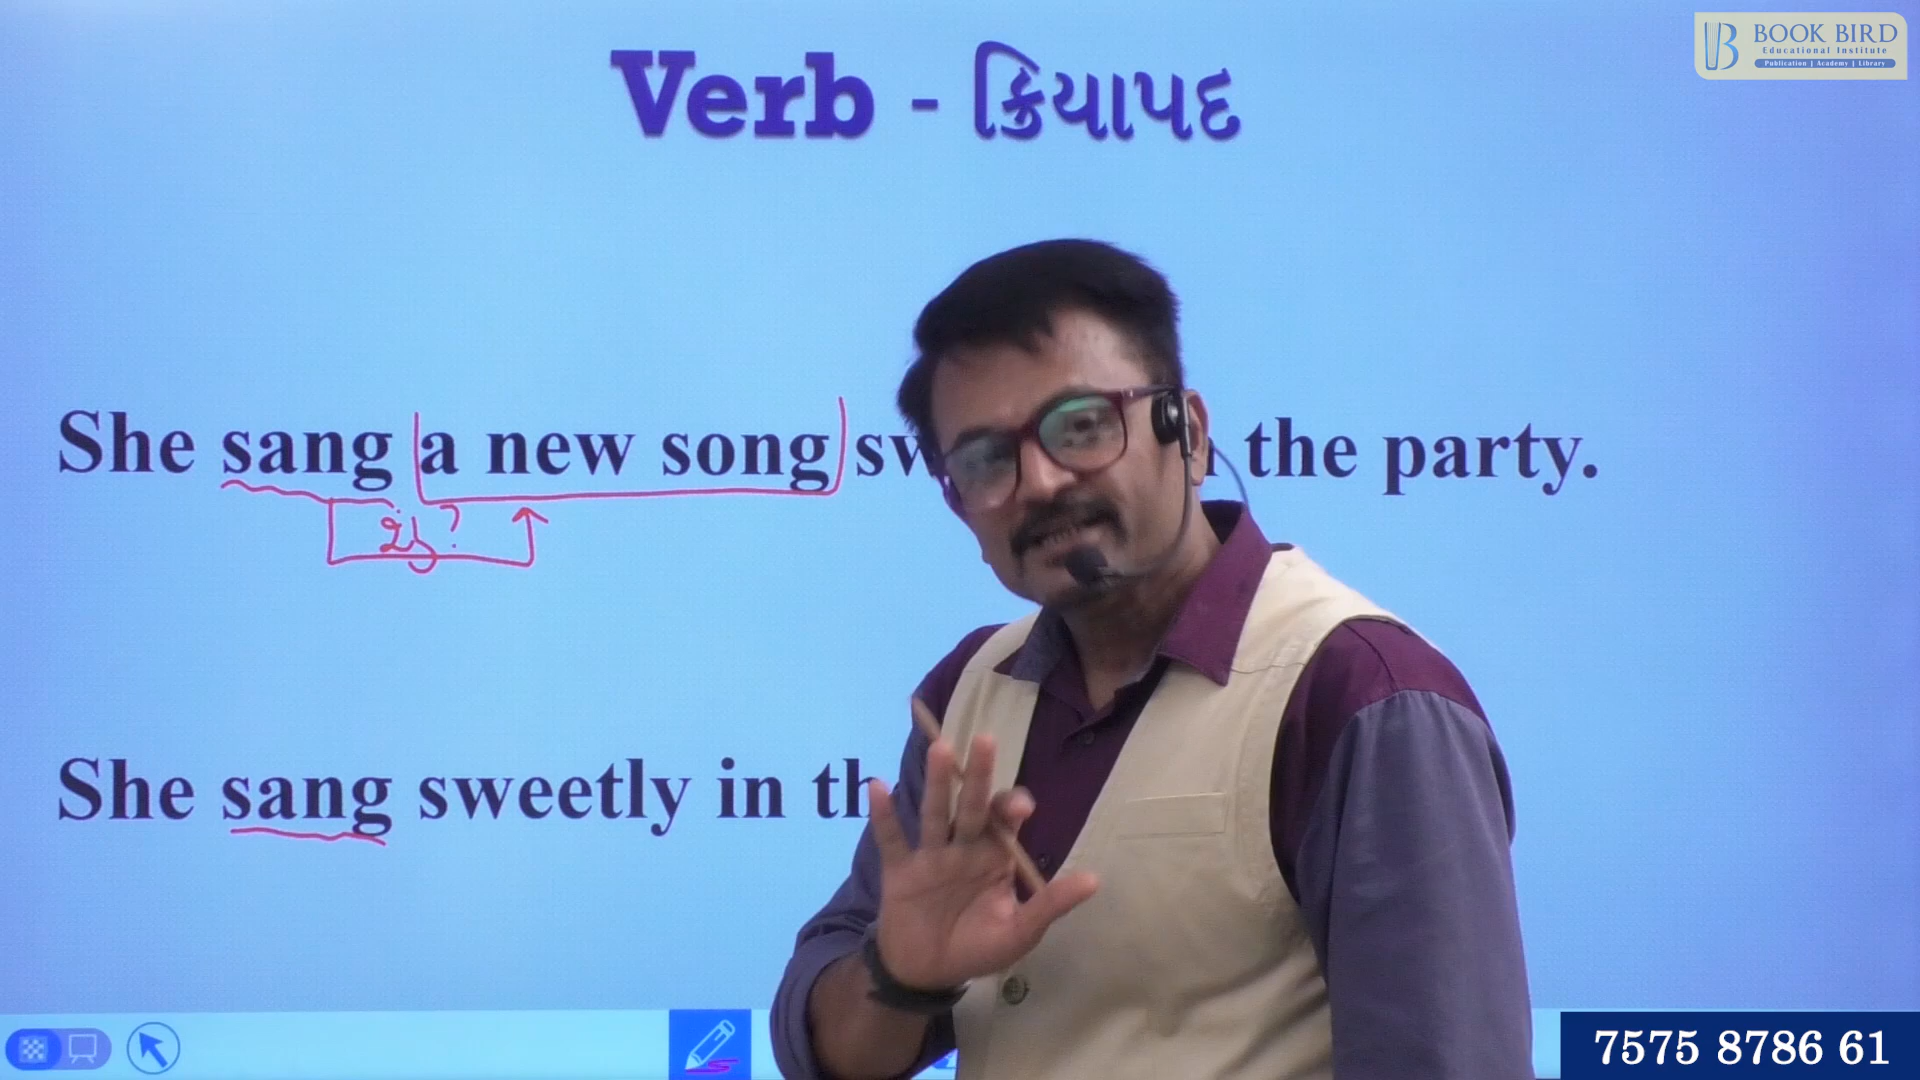 BOOK BIRD
Educational Institute
Publication | Academy | Library
Verb - ક્રિયાપદ
She sang a new song sw the party.
શું?
She sang sweetly in th
7575 8786 61